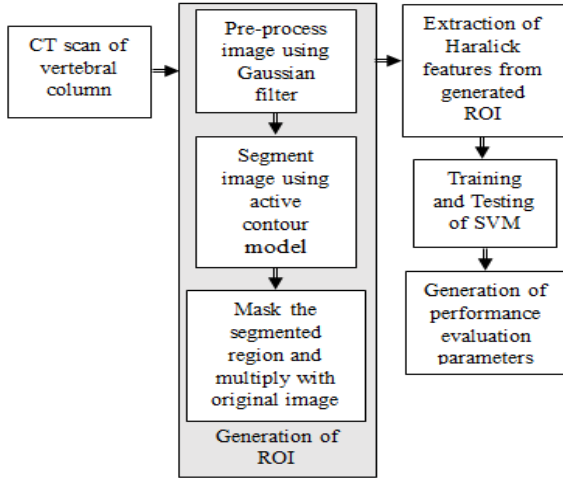 CT scan of
vertebral
column
Pre-process
image using
Gaussian
filter
Segment
image using
active
contour
model
Mask the
segmented
region and
multiply with
original image
Generation of
ROI
Extraction of
Haralick
features from
generated
ROI
Training
and Testing
of SVM
Generation of
performance
evaluation
parameters